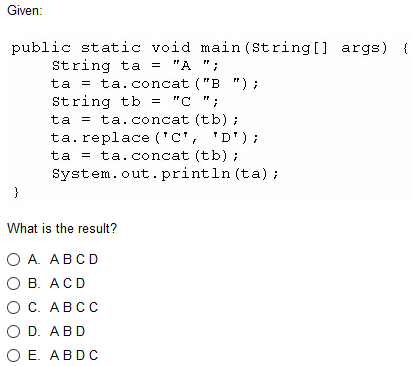 Given:
public static void main(String[] args) {
String ta = "A ";
ta = ta.concat("B ");
String tb = "C ";
ta = ta.concat(tb);
ta.replace('C', 'D');
ta = ta.concat(tb);
System.out.println(ta);
}
What is the result?
A. A B C D
B. A C D
C. A B C C
D. A B D
E. A B D C